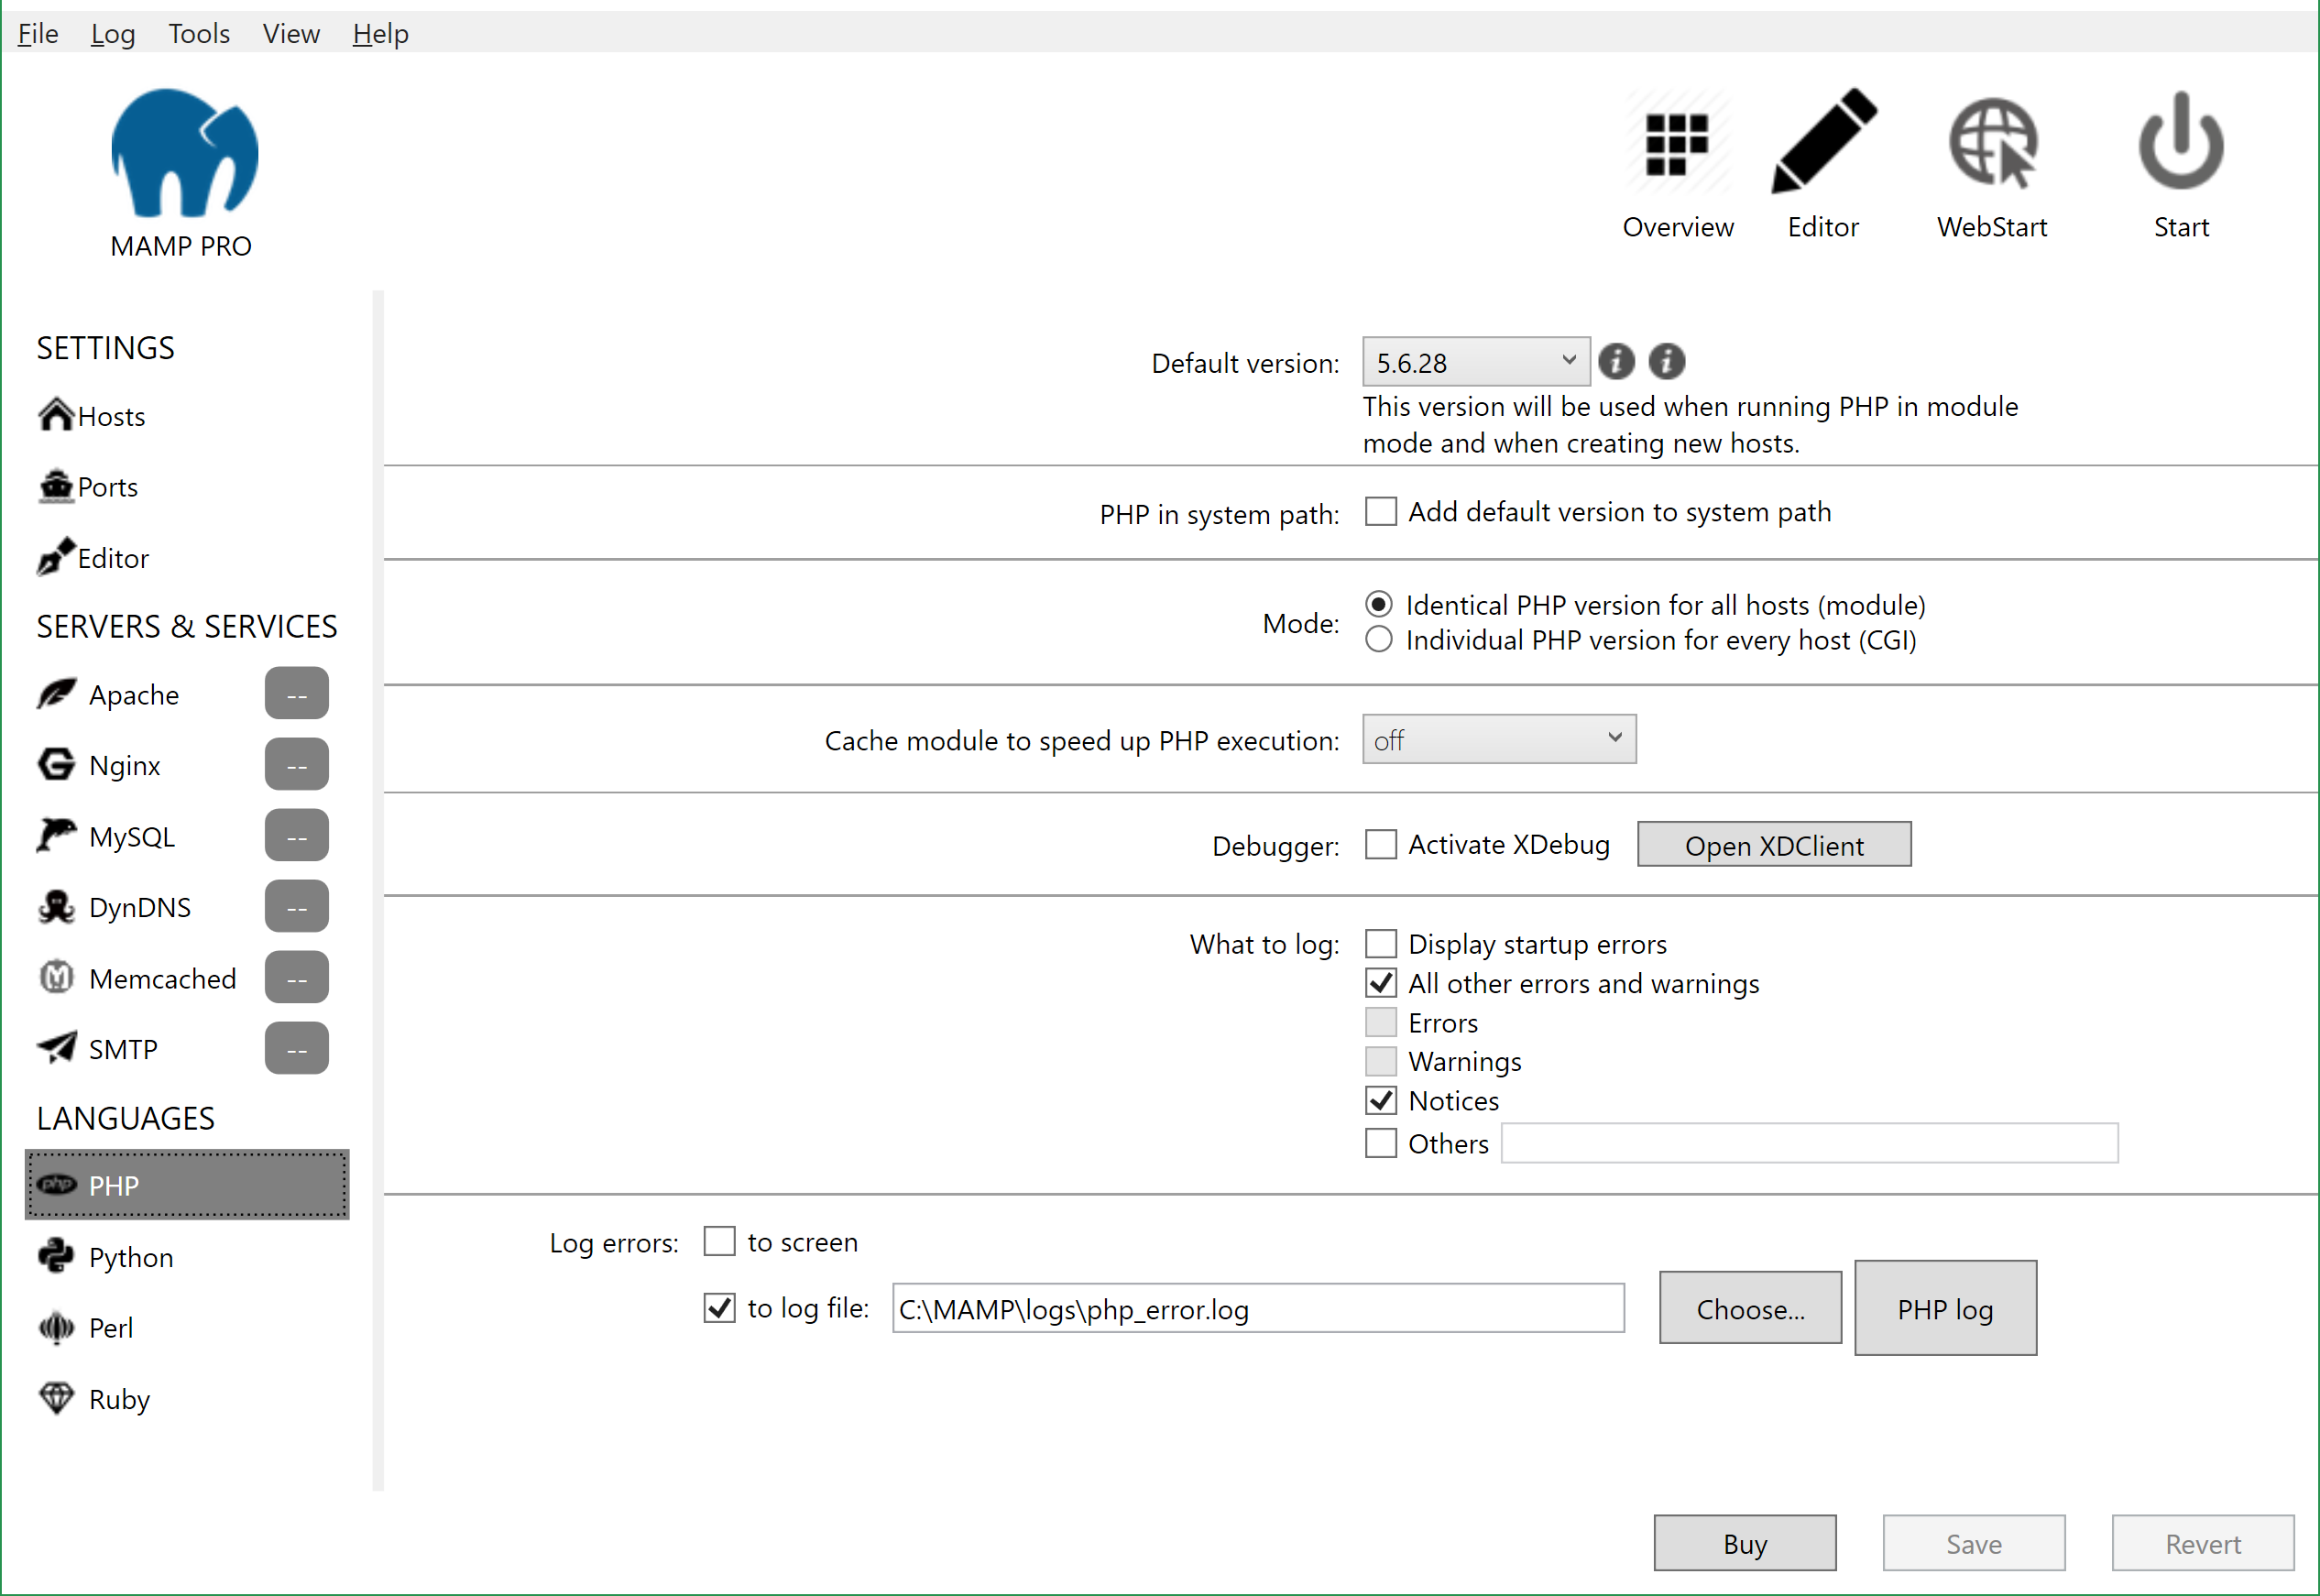 File Log Tools View Help
MAMP PRO
Overview Editor WebStart Start
SETTINGS
Hosts
Ports
Editor
SERVERS & SERVICES
Apache --
Nginx --
MySQL --
DynDNS --
Memcached --
SMTP --
LANGUAGES
php PHP
Python
Perl
Ruby
Default version: 5.6.28 i i
This version will be used when running PHP in module
mode and when creating new hosts.
PHP in system path: Add default version to system path
Mode: Identical PHP version for all hosts (module)
Individual PHP version for every host (CGI)
Cache module to speed up PHP execution: off
Debugger: Activate XDebug Open XDClient
What to log: Display startup errors
All other errors and warnings
Errors
Warnings
Notices
Others
Log errors: to screen
to log file: C:\MAMP\logs\php_error.log Choose... PHP log
Buy Save Revert